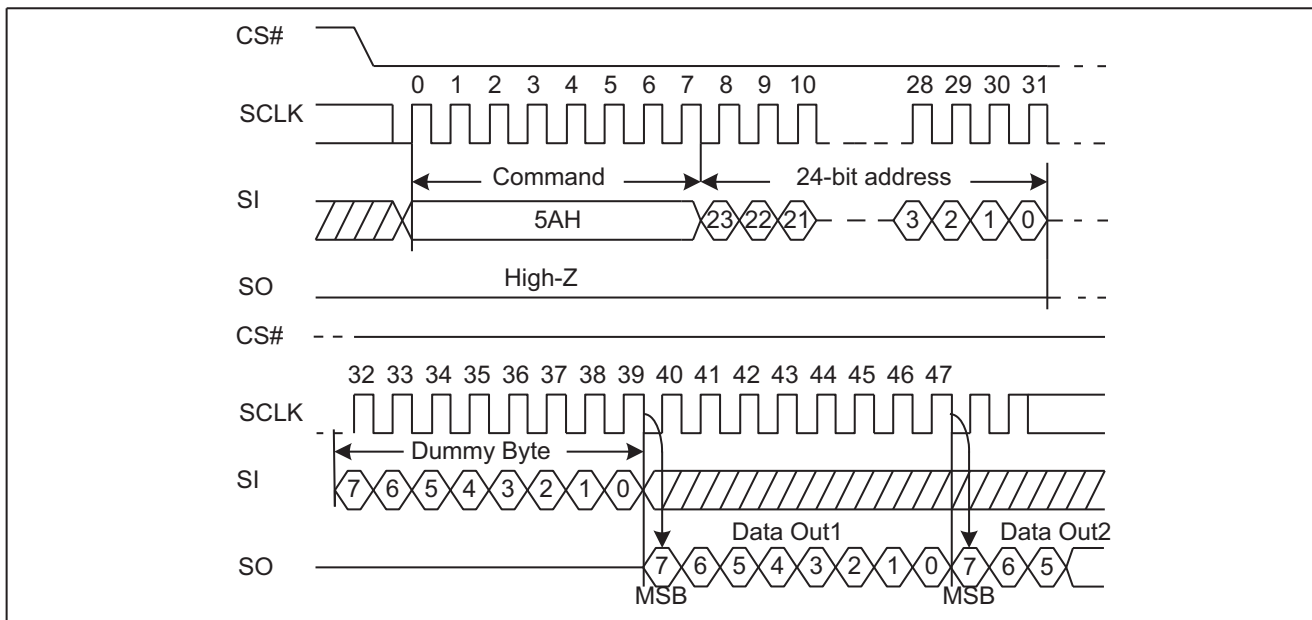 CS#
0 1 2 3 4 5 6 7 8 9 10 28 29 30 31
SCLK
Command 24-bit address
SI
5AH 23 22 21 3 2 1 0
High-Z
SO
CS#
32 33 34 35 36 37 38 39 40 41 42 43 44 45 46 47
SCLK
Dummy Byte
SI
7 6 5 4 3 2 1 0
Data Out1 Data Out2
SO
7 6 5 4 3 2 1 0 7 6 5
MSB MSB